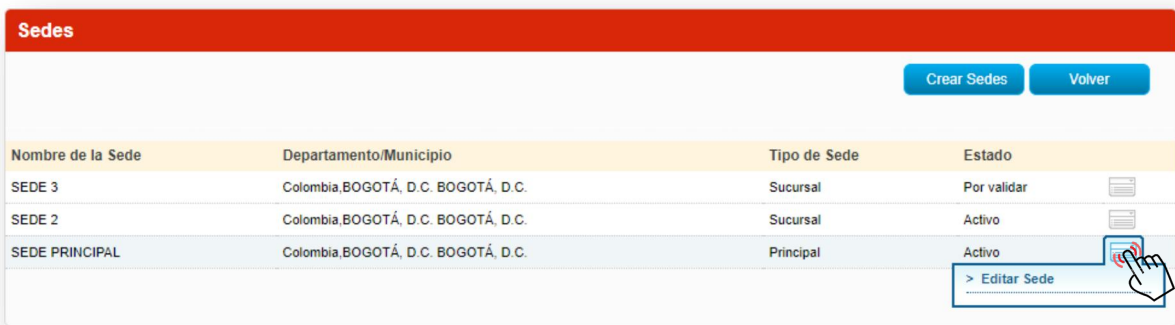 Sedes
Crear Sedes Volver
Nombre de la Sede Departamento/Municipio Tipo de Sede Estado
SEDE 3 Colombia,BOGOTÁ, D.C. BOGOTÁ, D.C. Sucursal Por validar
SEDE 2 Colombia,BOGOTÁ, D.C. BOGOTÁ, D.C. Sucursal Activo
SEDE PRINCIPAL Colombia,BOGOTÁ, D.C. BOGOTÁ, D.C. Principal Activo
> Editar Sede